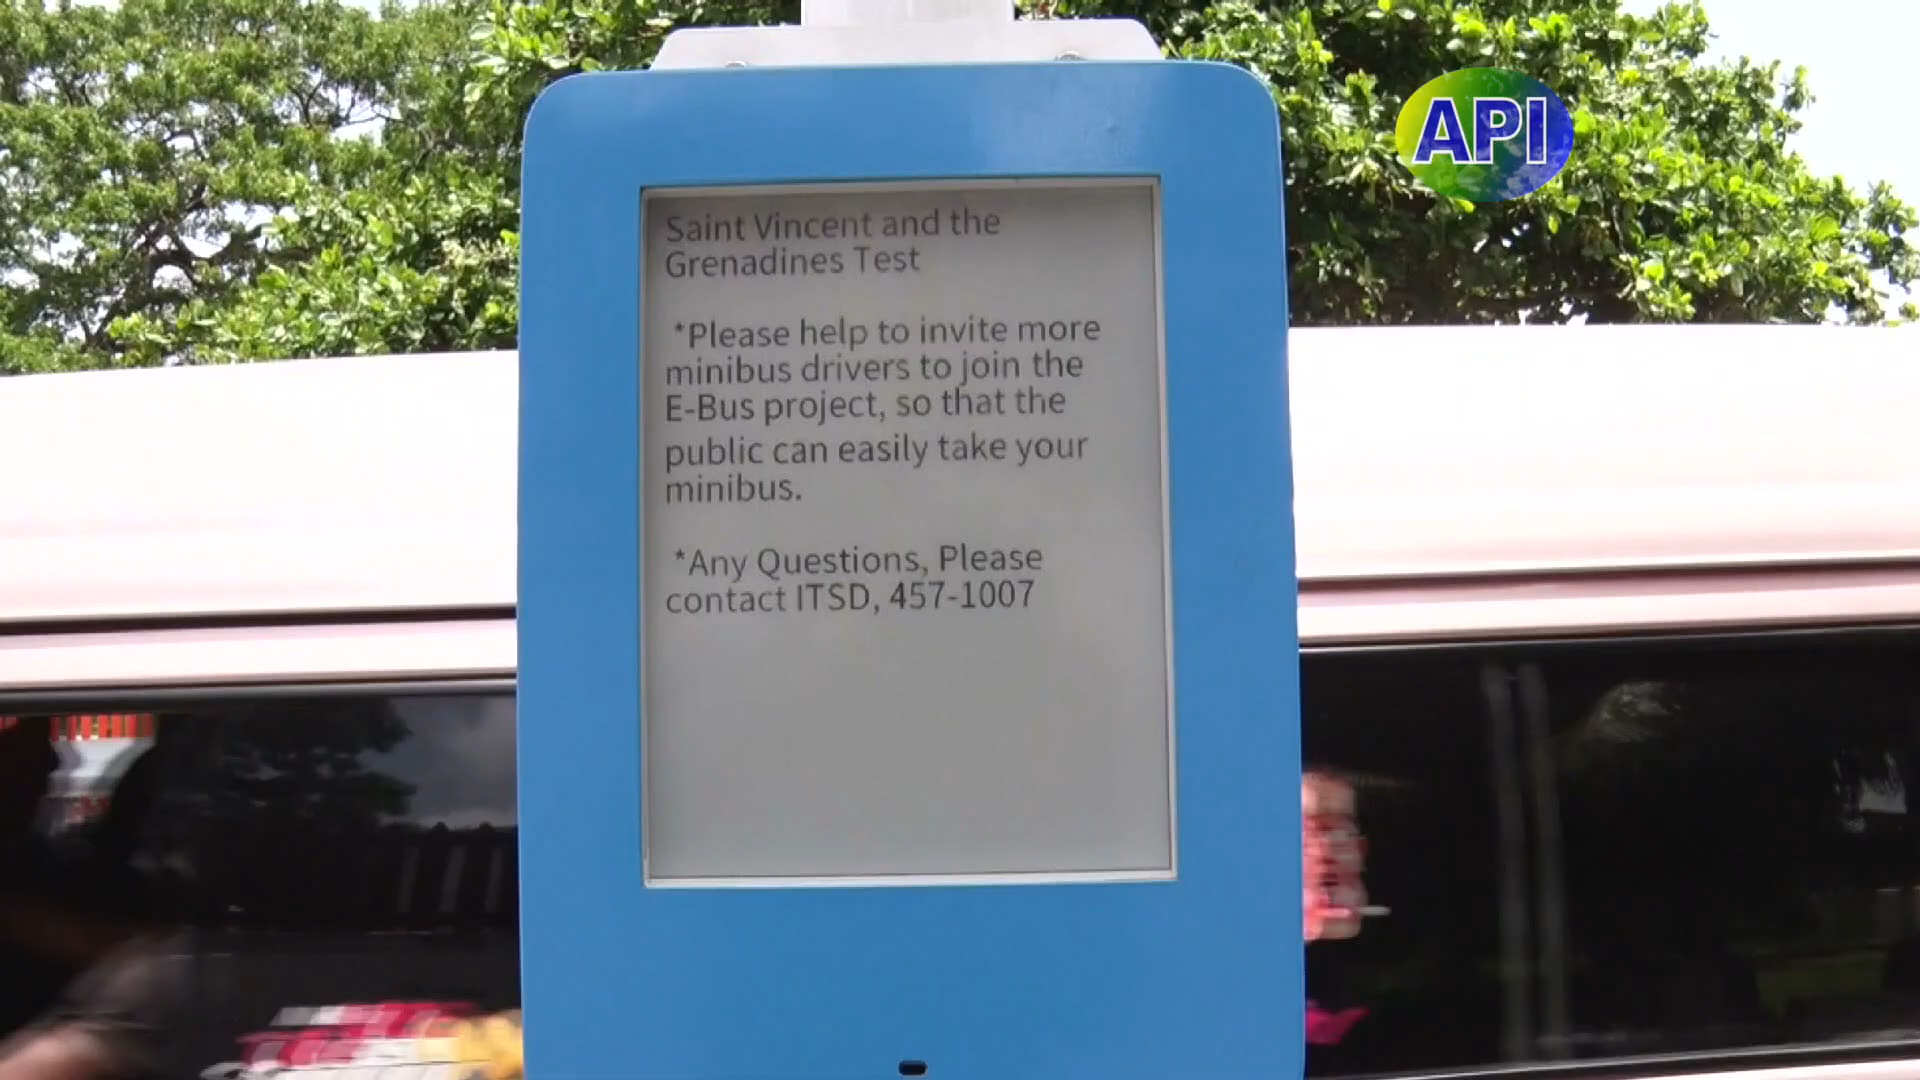 API
Saint Vincent and the
Grenadines Test
*Please help to invite more
minibus drivers to join the
E-Bus project, so that the
public can easily take your
minibus.
*Any Questions, Please
contact ITSD, 457-1007